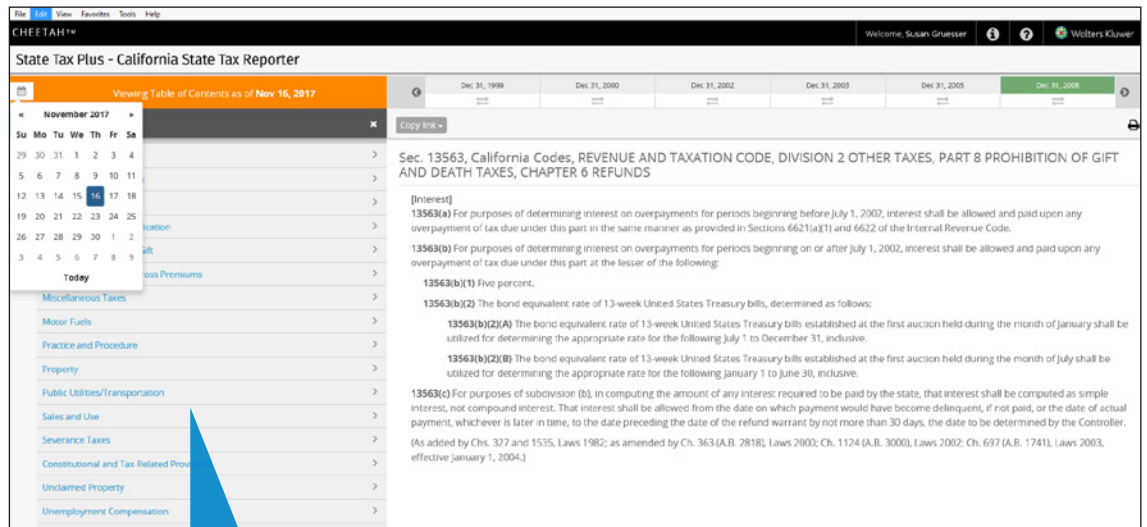 File Edit View Favorites Tools Help
CHEETAH™
Welcome, Susan Gruesser
Wolters Kluwer
State Tax Plus - California State Tax Reporter
Viewing Table of Contents as of Nov 16, 2017
« November 2017 »
Su Mo Tu We Th Fr Sa
29 30 31 1 2 3 4
5 6 7 8 9 10 11
12 13 14 15 16 17 18
19 20 21 22 23 24 25
26 27 28 29 30 1 2
3 4 5 6 7 8 9
Today
Miscellaneous Taxes
Motor Fuels
Practice and Procedure
Property
Public Utilities/Transportation
Sales and Use
Severance Taxes
Constitutional and Tax-Related
Unclaimed Property
Unemployment Compensation
oss Premiums
Dec 31, 1999
Dec 31, 2000
Dec 31, 2002
Dec 31, 2003
Dec 31, 2005
Dec 31, 2006
Copy link
Sec. 13563, California Codes, REVENUE AND TAXATION CODE, DIVISION 2 OTHER TAXES, PART 8 PROHIBITION OF GIFT
AND DEATH TAXES, CHAPTER 6 REFUNDS
[Interest]
13563(a) For purposes of determining interest on overpayments for periods beginning before July 1, 2002, interest shall be allowed and paid upon any
overpayment of tax due under this part in the same manner as provided in Sections 6621(a)(1) and 6622 of the Internal Revenue Code.
13563(b) For purposes of determining interest on overpayments for periods beginning on or after July 1, 2002, interest shall be allowed and paid upon any
overpayment of tax due under this part at the lesser of the following:
13563(b)(1) Five percent.
13563(b)(2) The bond equivalent rate of 13-week United States Treasury bills, determined as follows:
13563(b)(2)(A) The bond equivalent rate of 13-week United States Treasury bills established at the first auction held during the month of January shall be
utilized for determining the appropriate rate for the following July 1 to December 31, inclusive.
13563(b)(2)(B) The bond equivalent rate of 13-week United States Treasury bills established at the first auction held during the month of July shall be
utilized for determining the appropriate rate for the following January 1 to June 30, inclusive.
13563(c) For purposes of subdivision (b), in computing the amount of any interest required to be paid by the state, that interest shall be computed as simple
interest, not compound interest. That interest shall be allowed from the date on which payment would have become delinquent, if not paid, or the date of actual
payment, whichever is later in time, to the date preceding the date of the refund warrant by not more than 30 days, the date to be determined by the Controller.
(As added by Chs. 327 and 1535, Laws 1982; as amended by Ch. 363 (A.B. 2818), Laws 2000; Ch. 1124 (A.B. 3000), Laws 2002; Ch. 697 (A.B. 1741), Laws 2003,
effective January 1, 2004.)